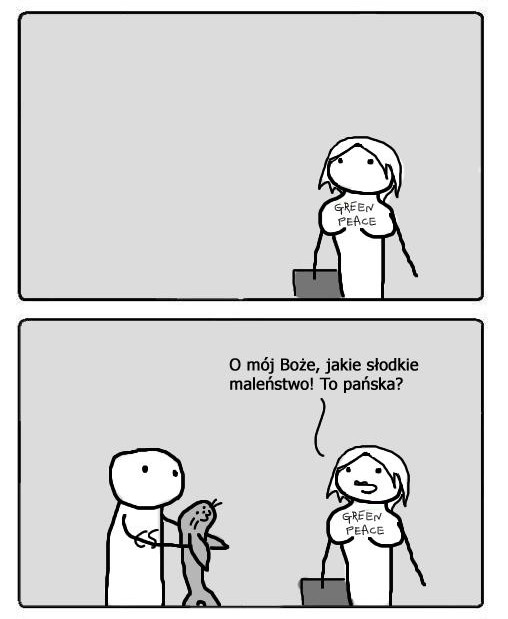 GREEN
PEACE
O mój Boże, jakie słodkie
maleństwo! To pańska?
GREEN
PEACE